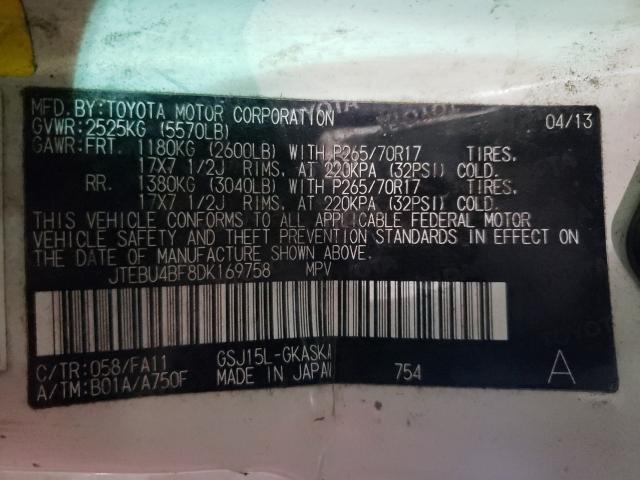 MFD.BY:TOYOTA MOTOR CORPORATION 04/13
GVWR:2525KG (5570LB)
GAWR:FRT. 1180KG (2600LB) WITH P265/70R17 TIRES,
17X7 1/2J RIMS, AT 220KPA (32PSI) COLD.
RR. 1380KG (3040LB) WITH P265/70R17 TIRES,
17X7 1/2J RIMS, AT 220KPA (32PSI) COLD.
THIS VEHICLE CONFORMS TO ALL APPLICABLE FEDERAL MOTOR
VEHICLE SAFETY AND THEFT PREVENTION STANDARDS IN EFFECT ON
THE DATE OF MANUFACTURE SHOWN ABOVE.
JTEBU4BF8DK169758 MPV
C/TR:058/FA11 GSJ15L-GKASKA
A/TM:B01A/A750F MADE IN JAPAN 754 A